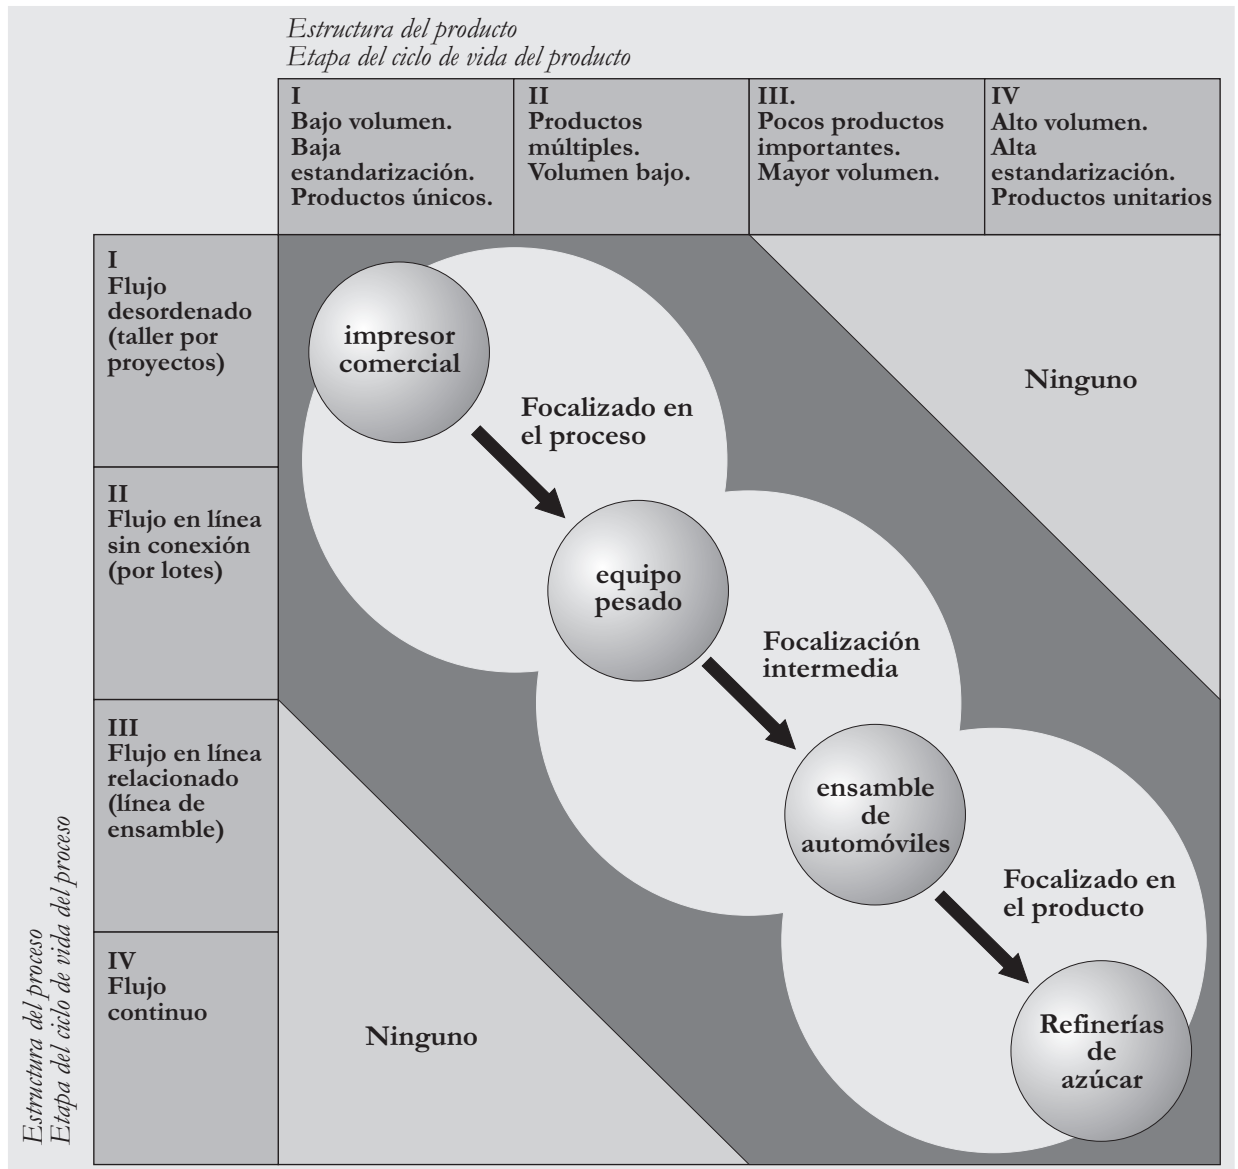 Estructura del producto
Etapa del ciclo de vida del producto
I
Bajo volumen.
Baja
estandarización.
Productos únicos.
II
Productos
múltiples.
Volumen bajo.
III.
Pocos productos
importantes.
Mayor volumen.
IV
Alto volumen.
Alta
estandarización.
Productos unitarios
I
Flujo
desordenado
(taller por
proyectos)
impresor
comercial
Focalizado en
el proceso
Ninguno
II
Flujo en línea
sin conexión
(por lotes)
equipo
pesado
Focalización
intermedia
III
Flujo en línea
relacionado
(línea de
ensamble)
ensamble
de
automóviles
Focalizado en
el producto
IV
Flujo
continuo
Ninguno
Refinerías
de
azúcar
Estructura del proceso
Etapa del ciclo de vida del proceso